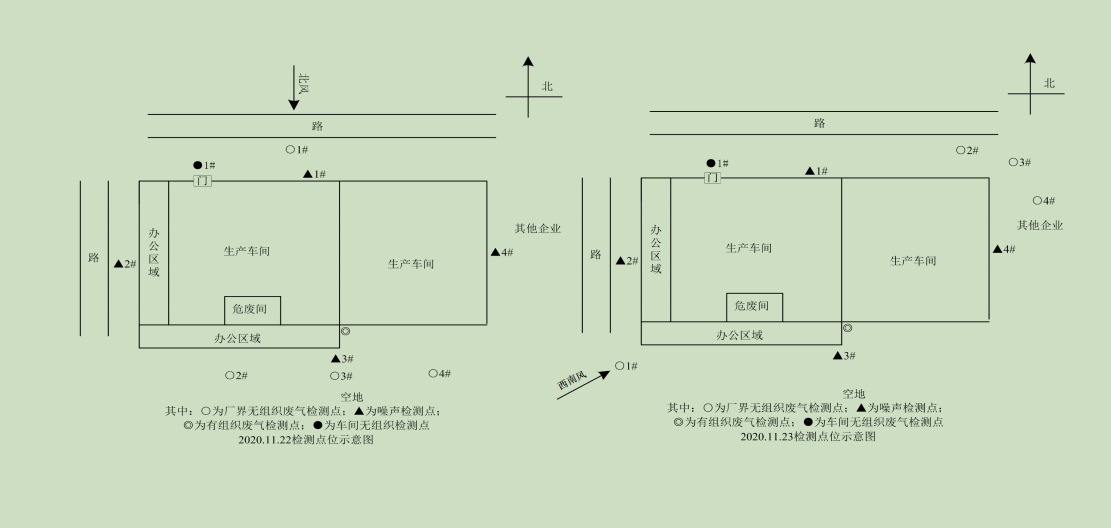 北风
北
路
○1#
●1#
门
▲1#
办公区域
生产车间
其他企业
路
▲2#
▲4#
生产车间
危废间
◎
办公区域
▲3#
○2#
○3#
○4#
空地
其中：○为厂界无组织废气检测点；▲为噪声检测点；
◎为有组织废气检测点；●为车间无组织检测点
2020.11.22检测点位示意图
北
路
○2#
●1#
○3#
门
▲1#
○4#
办公区域
其他企业
生产车间
▲4#
路
▲2#
生产车间
危废间
◎
办公区域
▲3#
○1#
西南风
空地
其中：○为厂界无组织废气检测点；▲为噪声检测点；
◎为有组织废气检测点；●为车间无组织废气检测点
2020.11.23检测点位示意图